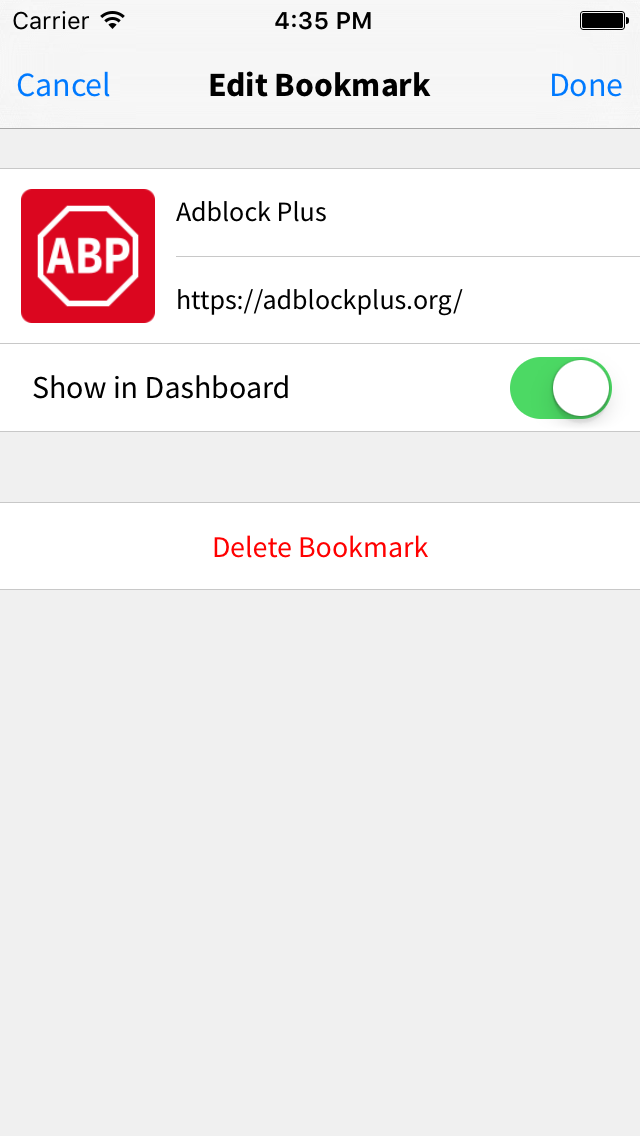 Carrier 4:35 PM
Cancel Edit Bookmark Done
ABP
Adblock Plus
https://adblockplus.org/
Show in Dashboard
Delete Bookmark